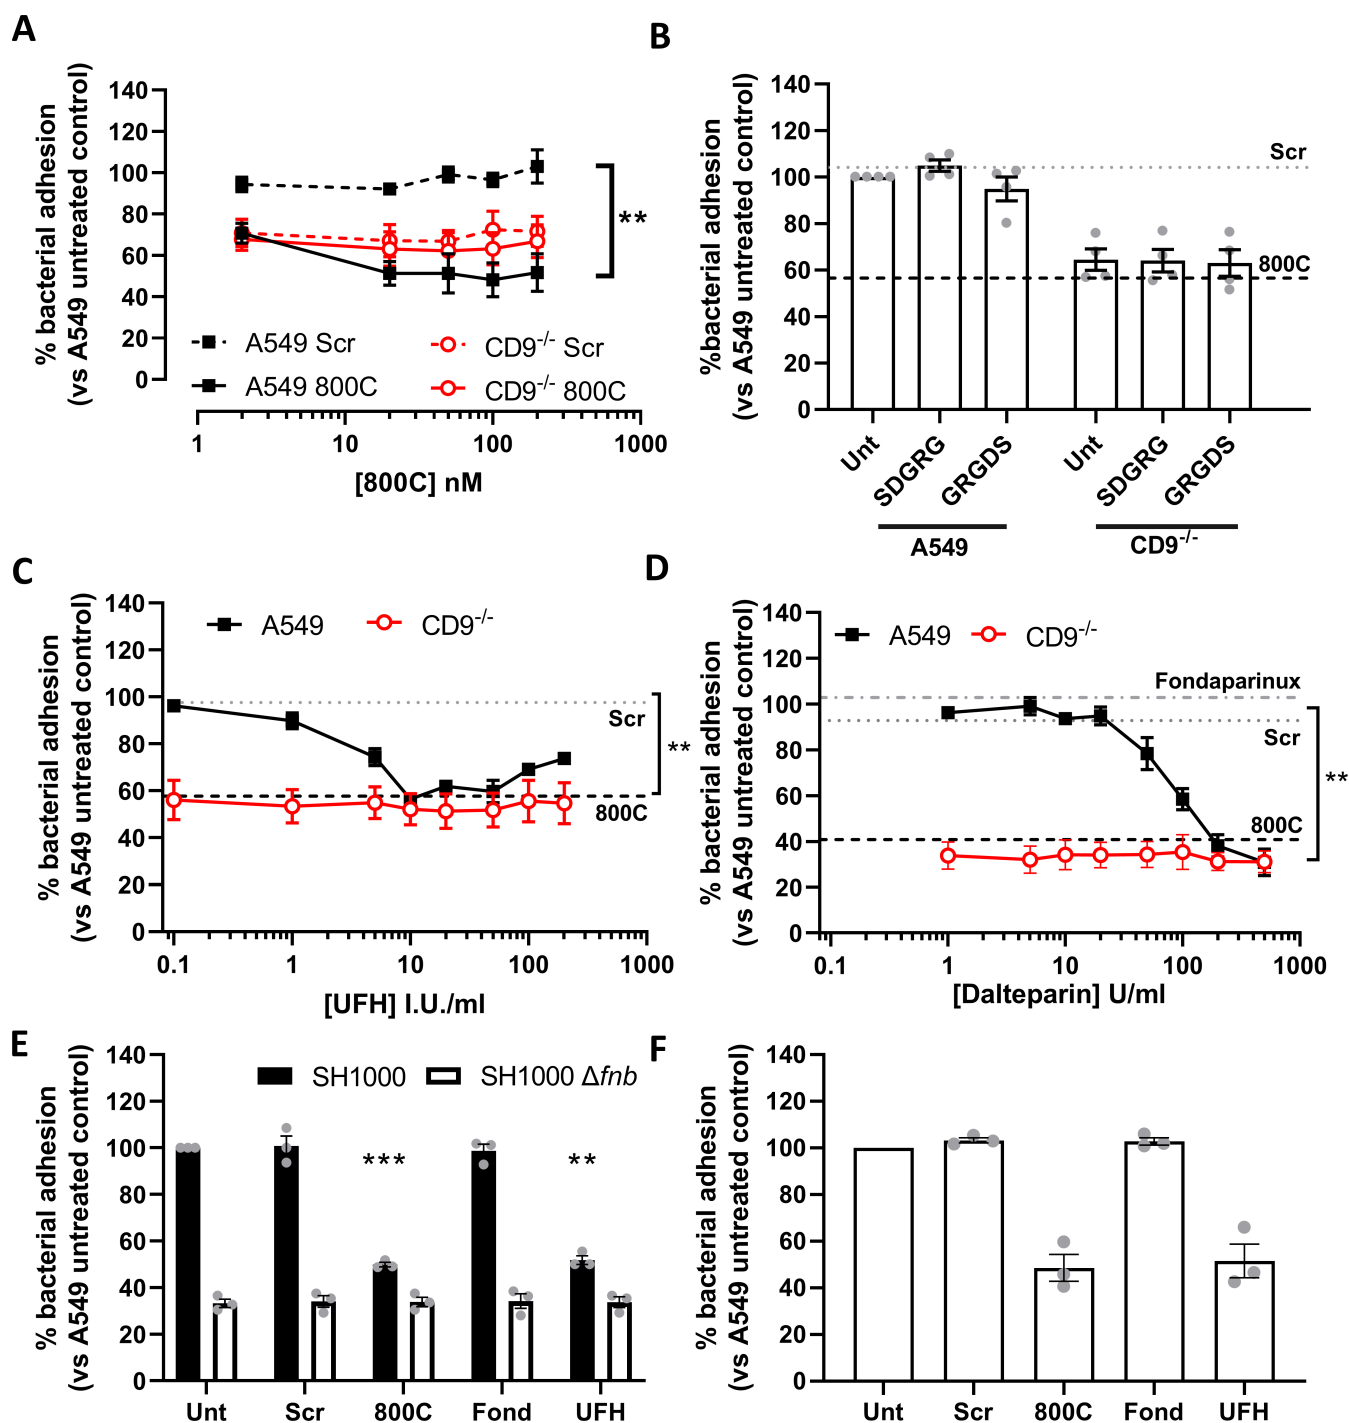 A
% bacterial adhesion
(vs A549 untreated control)
140
120
100
80
60
40
20
0
**
A549 Scr
CD9-/- Scr
A549 800C
CD9-/- 800C
1
10
100
1000
[800C] nM
B
%bacterial adhesion
(vs A549 untreated control)
140
120
100
80
60
40
20
0
Scr
800C
Unt
SDGRG
GRGDS
Unt
SDGRG
GRGDS
A549
CD9-/-
C
% bacterial adhesion
(vs A549 untreated control)
140
120
100
80
60
40
20
0
A549
CD9-/-
Scr
**
800C
0.1
1
10
100
1000
[UFH] I.U./ml
D
% bacterial adhesion
(vs A549 untreated control)
140
120
100
80
60
40
20
0
A549
CD9-/-
Fondaparinux
Scr
**
800C
0.1
1
10
100
1000
[Dalteparin] U/ml
E
% bacterial adhesion
(vs A549 untreated control)
140
120
100
80
60
40
20
0
SH1000
SH1000 Δfnb
***
**
Unt
Scr
800C
Fond
UFH
F
% bacterial adhesion
(vs A549 untreated control)
140
120
100
80
60
40
20
0
Unt
Scr
800C
Fond
UFH